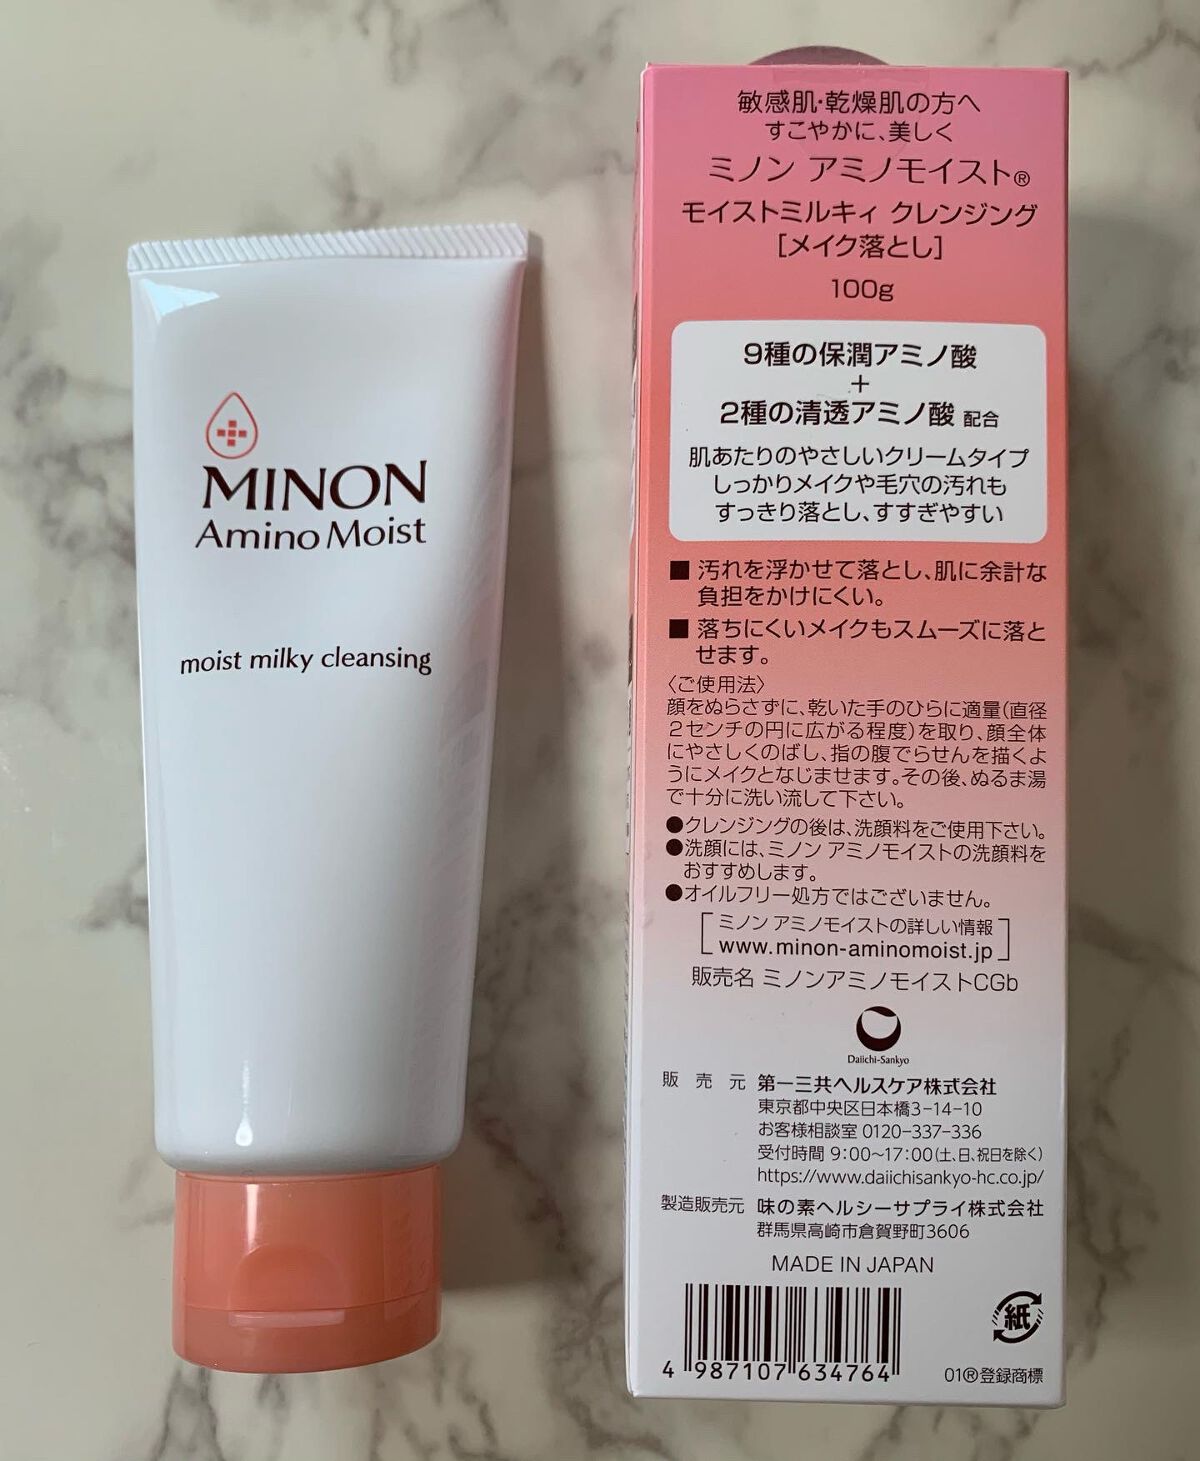 MINON
Amino Moist
moist milky cleansing
敏感肌・乾燥肌の方へ
すこやかに、美しく
ミノン アミノモイスト®
モイストミルキィ クレンジング
[メイク落とし]
100g
9種の保潤アミノ酸
+
2種の清透アミノ酸 配合
肌あたりのやさしいクリームタイプ
しっかりメイクや毛穴の汚れも
すっきり落とし、すすぎやすい
■ 汚れを浮かせて落とし、肌に余計な
負担をかけにくい。
■ 落ちにくいメイクもスムーズに落と
せます。
〈ご使用法〉
顔をぬらさずに、乾いた手のひらに適量(直径
2センチの円に広がる程度)を取り、顔全体
にやさしくのばし、指の腹でらせんを描くよ
うにメイクとなじませます。その後、ぬるま湯
で十分に洗い流して下さい。
●クレンジングの後は、洗顔料をご使用下さい。
●洗顔には、ミノン アミノモイストの洗顔料を
おすすめします。
●オイルフリー処方ではございません。
ミノン アミノモイストの詳しい情報
www.minon-aminomoist.jp
販売名 ミノンアミノモイストCGb
Daiichi-Sankyo
販売元 第一三共ヘルスケア株式会社
東京都中央区日本橋3-14-10
お客様相談室 0120-337-336
受付時間 9:00〜17:00(土、日、祝日を除く)
https://www.daiichisankyo-hc.co.jp/
製造販売元 味の素ヘルシーサプライ株式会社
群馬県高崎市倉賀野町3606
MADE IN JAPAN
紙
4 987107 634764
01®登録商標